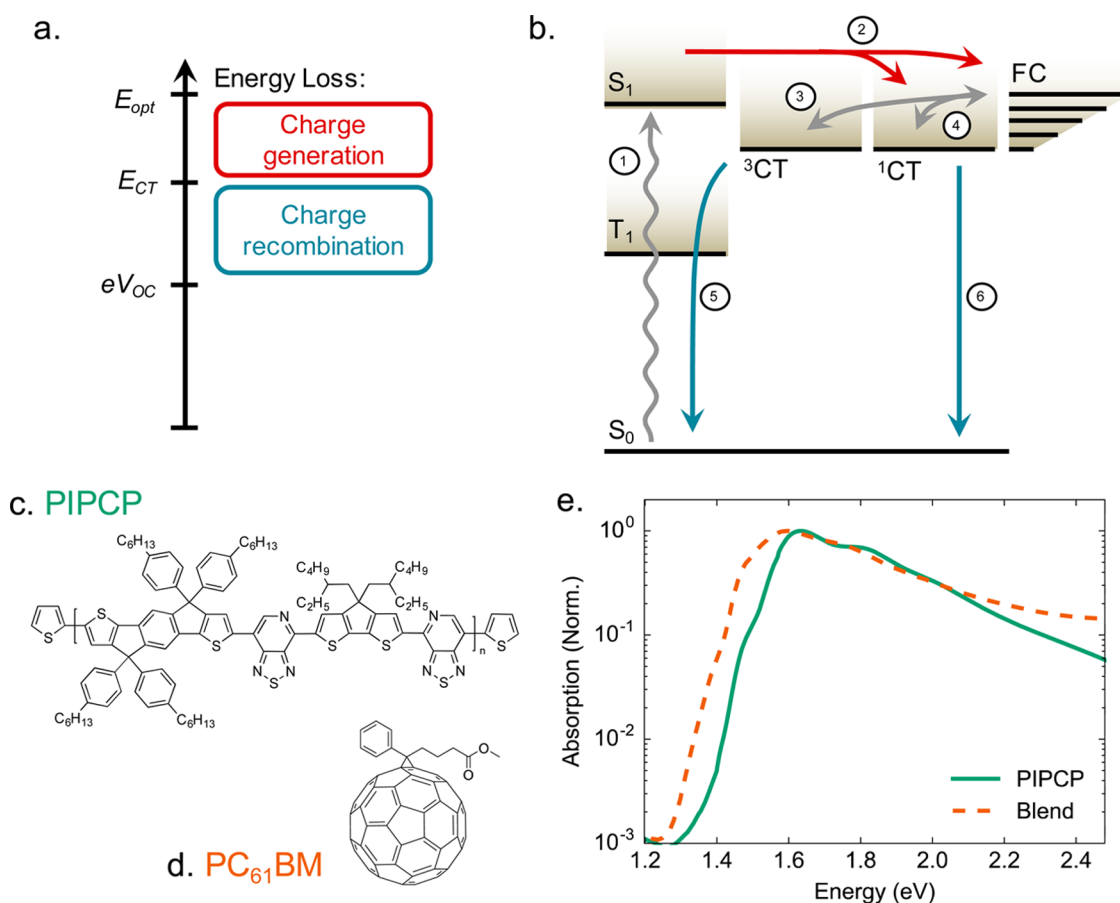 a.
Energy Loss:
E_opt
Charge
generation
E_CT
Charge
recombination
eV_OC
b.
2
S₁
FC
3
4
1
³CT
¹CT
T₁
5
6
S₀
c. PIPCP
C₆H₁₃
C₆H₁₃
C₄H₉
C₄H₉
C₂H₅
C₂H₅
S
S
S
N
S
S
N
S
n
N
N
S
N
N
S
C₆H₁₃
C₆H₁₃
O
O
d. PC₆₁BM
e.
Absorption (Norm.)
10⁰
10⁻¹
10⁻²
10⁻³
PIPCP
Blend
1.2 1.4 1.6 1.8 2.0 2.2 2.4
Energy (eV)